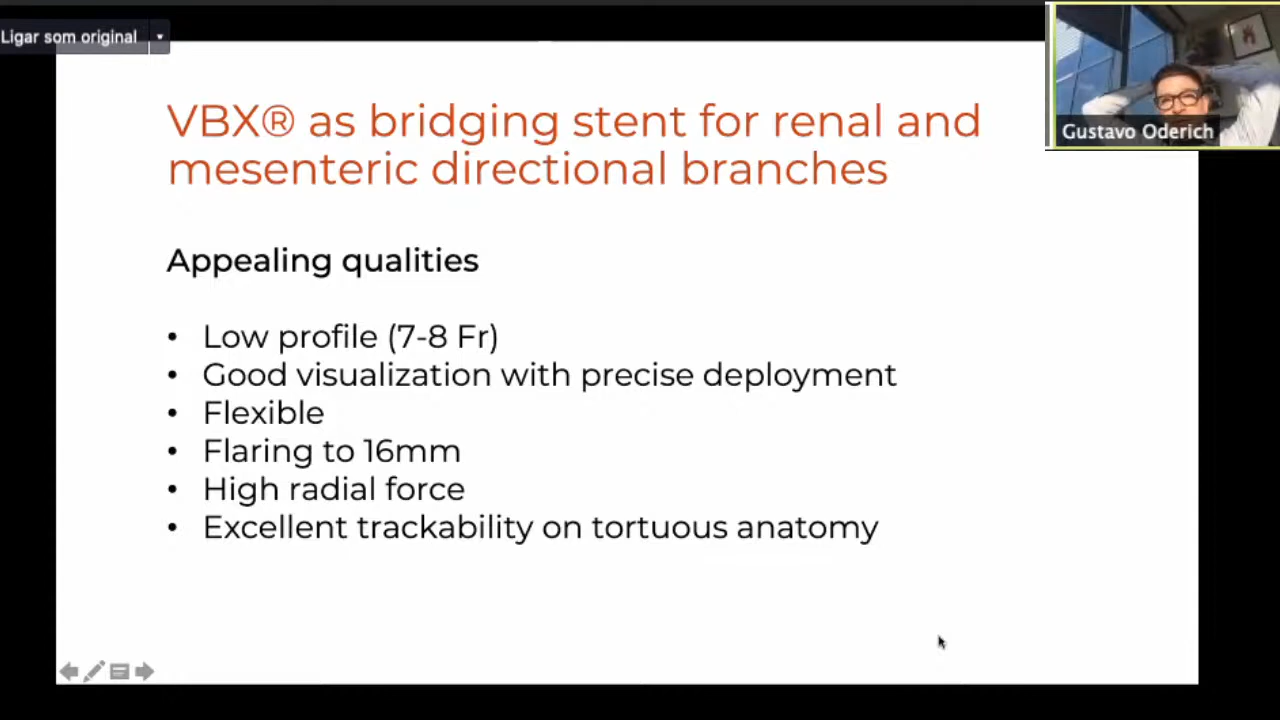 Ligar som original
VBX® as bridging stent for renal and
mesenteric directional branches
Gustavo Oderich
Appealing qualities
• Low profile (7-8 Fr)
• Good visualization with precise deployment
• Flexible
• Flaring to 16mm
• High radial force
• Excellent trackability on tortuous anatomy